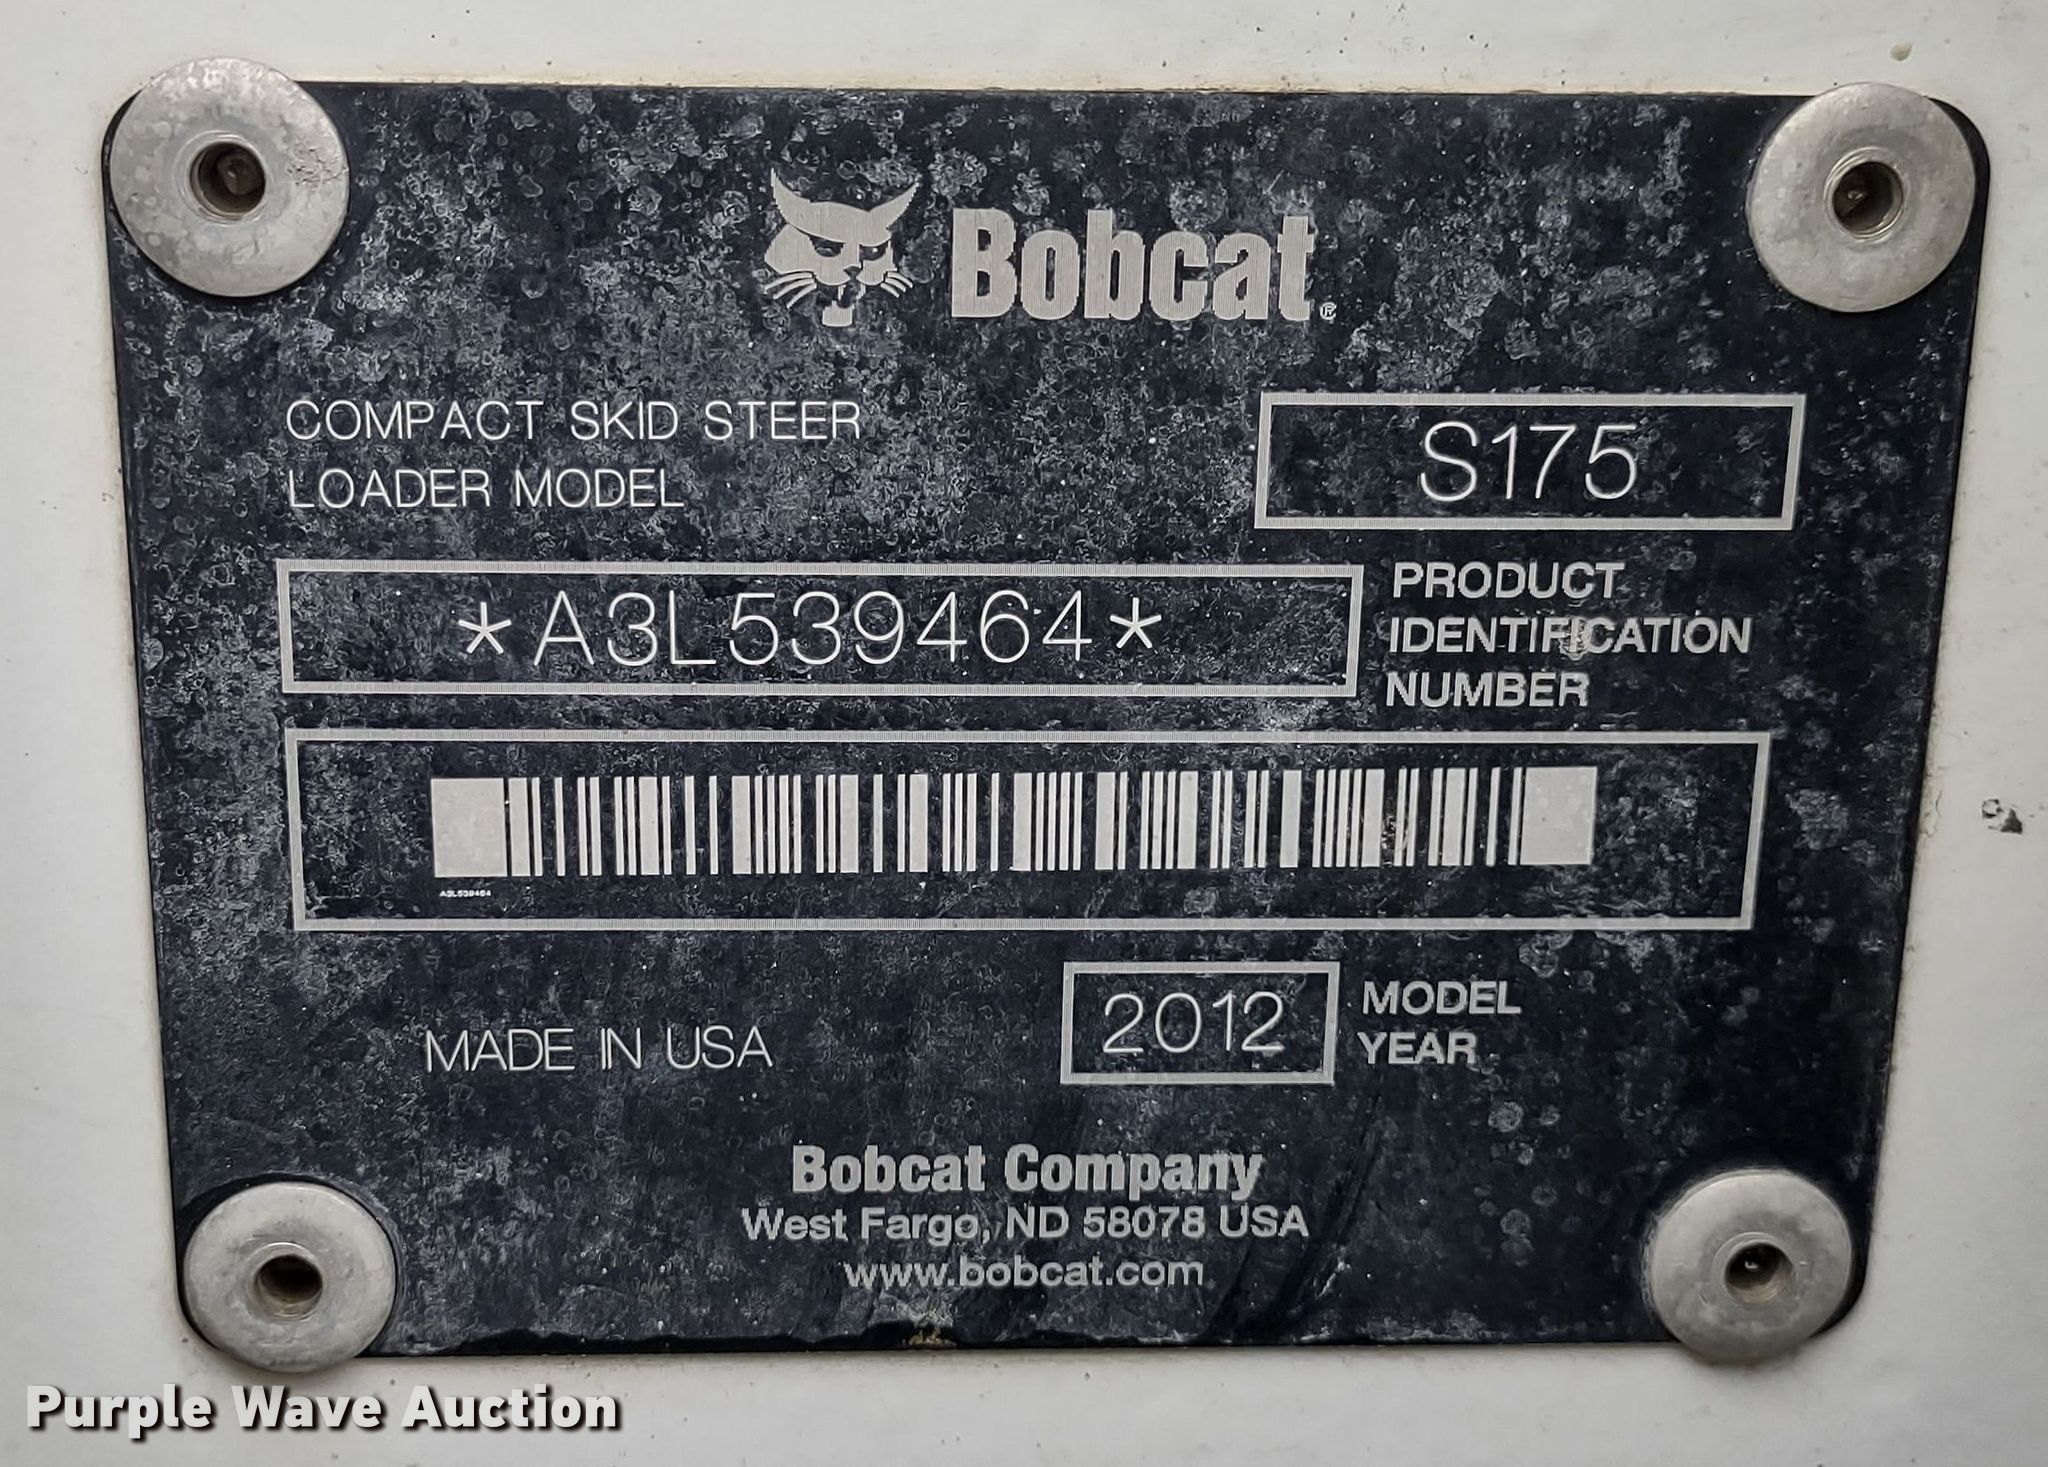 Bobcat®
COMPACT SKID STEER
LOADER MODEL
S175
*A3L539464*
PRODUCT
IDENTIFICATION
NUMBER
A3L539464
MADE IN USA
2012
MODEL
YEAR
Bobcat Company
West Fargo, ND 58078 USA
www.bobcat.com
Purple Wave Auction